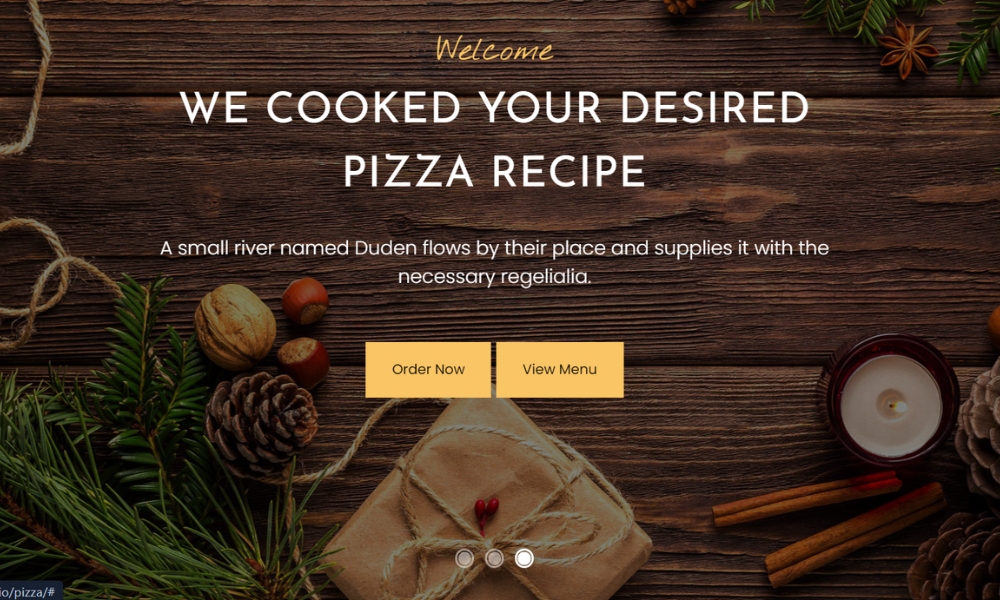 Welcome
WE COOKED YOUR DESIRED
PIZZA RECIPE
A small river named Duden flows by their place and supplies it with the
necessary regelialia.
Order Now
View Menu
io/pizza/#